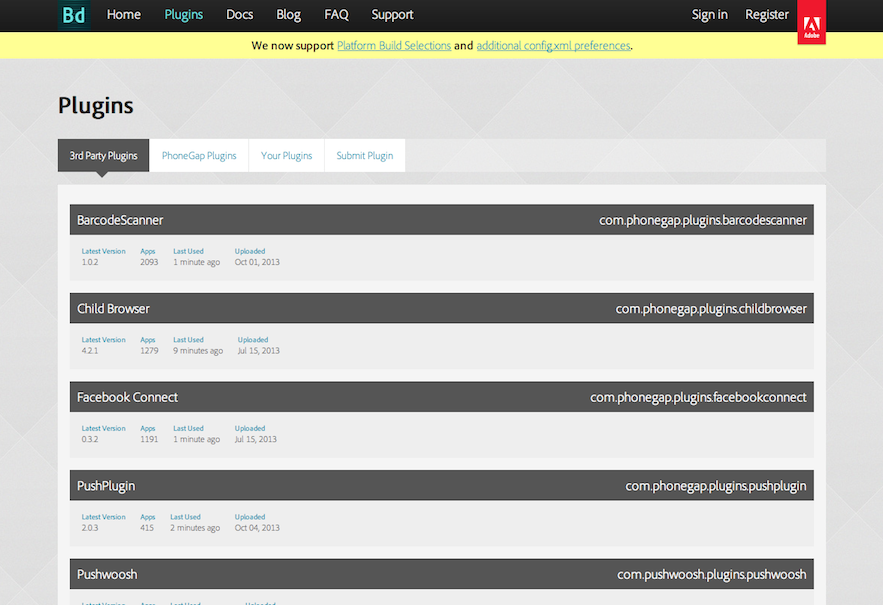 Bd Home Plugins Docs Blog FAQ Support Sign in Register
Adobe
We now support Platform Build Selections and additional config.xml preferences.
Plugins
3rd Party Plugins PhoneGap Plugins Your Plugins Submit Plugin
BarcodeScanner com.phonegap.plugins.barcodescanner
Latest Version Apps Last Used Uploaded
1.0.2 2093 1 minute ago Oct 01, 2013
Child Browser com.phonegap.plugins.childbrowser
Latest Version Apps Last Used Uploaded
4.2.1 1279 9 minutes ago Jul 15, 2013
Facebook Connect com.phonegap.plugins.facebookconnect
Latest Version Apps Last Used Uploaded
0.3.2 1191 1 minute ago Jul 15, 2013
PushPlugin com.phonegap.plugins.pushplugin
Latest Version Apps Last Used Uploaded
2.0.3 415 2 minutes ago Oct 04, 2013
Pushwoosh com.pushwoosh.plugins.pushwoosh
Latest Version Apps Last Used Uploaded